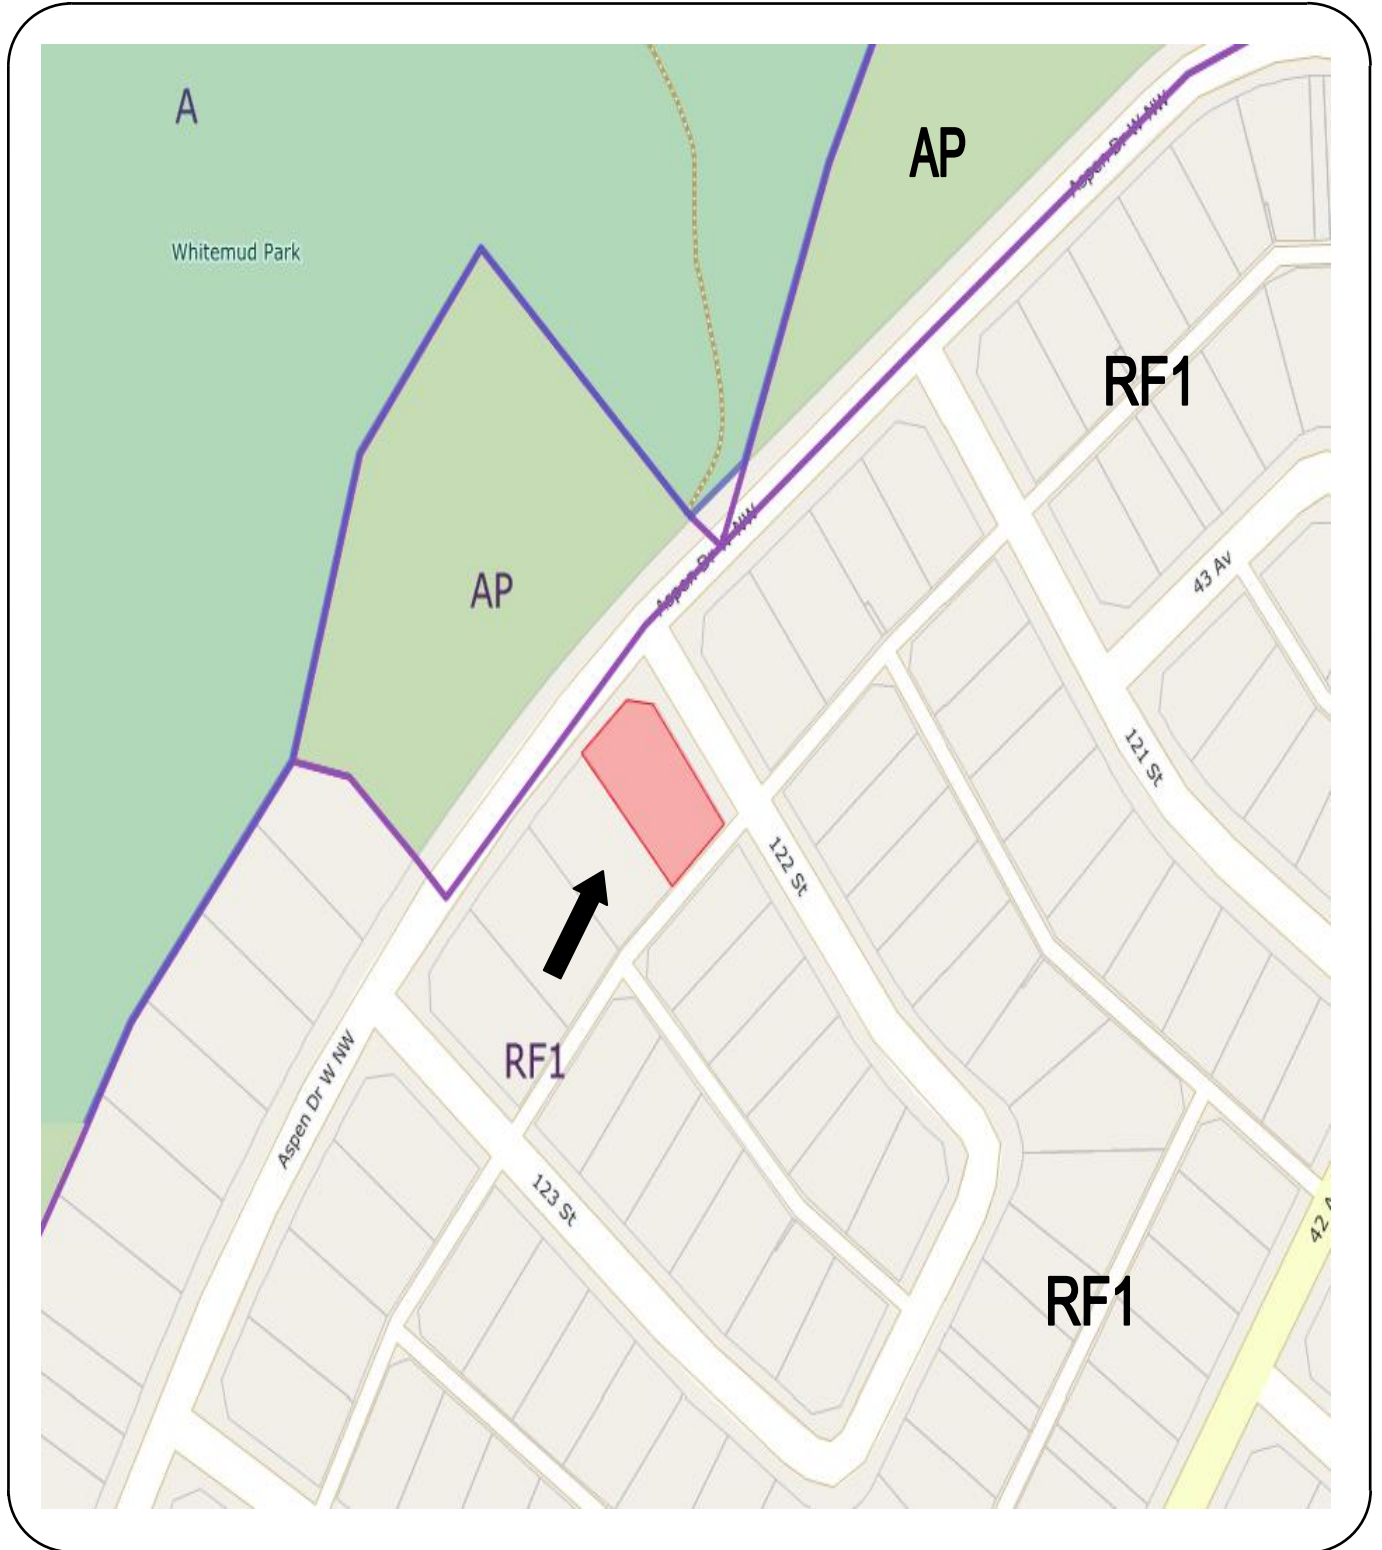 A
AP
Aspen Dr W NW
Whitemud Park
RF1
Aspen Dr W NW
43 Av
AP
121 St
122 St
RF1
Aspen Dr W NW
123 St
42 A
RF1